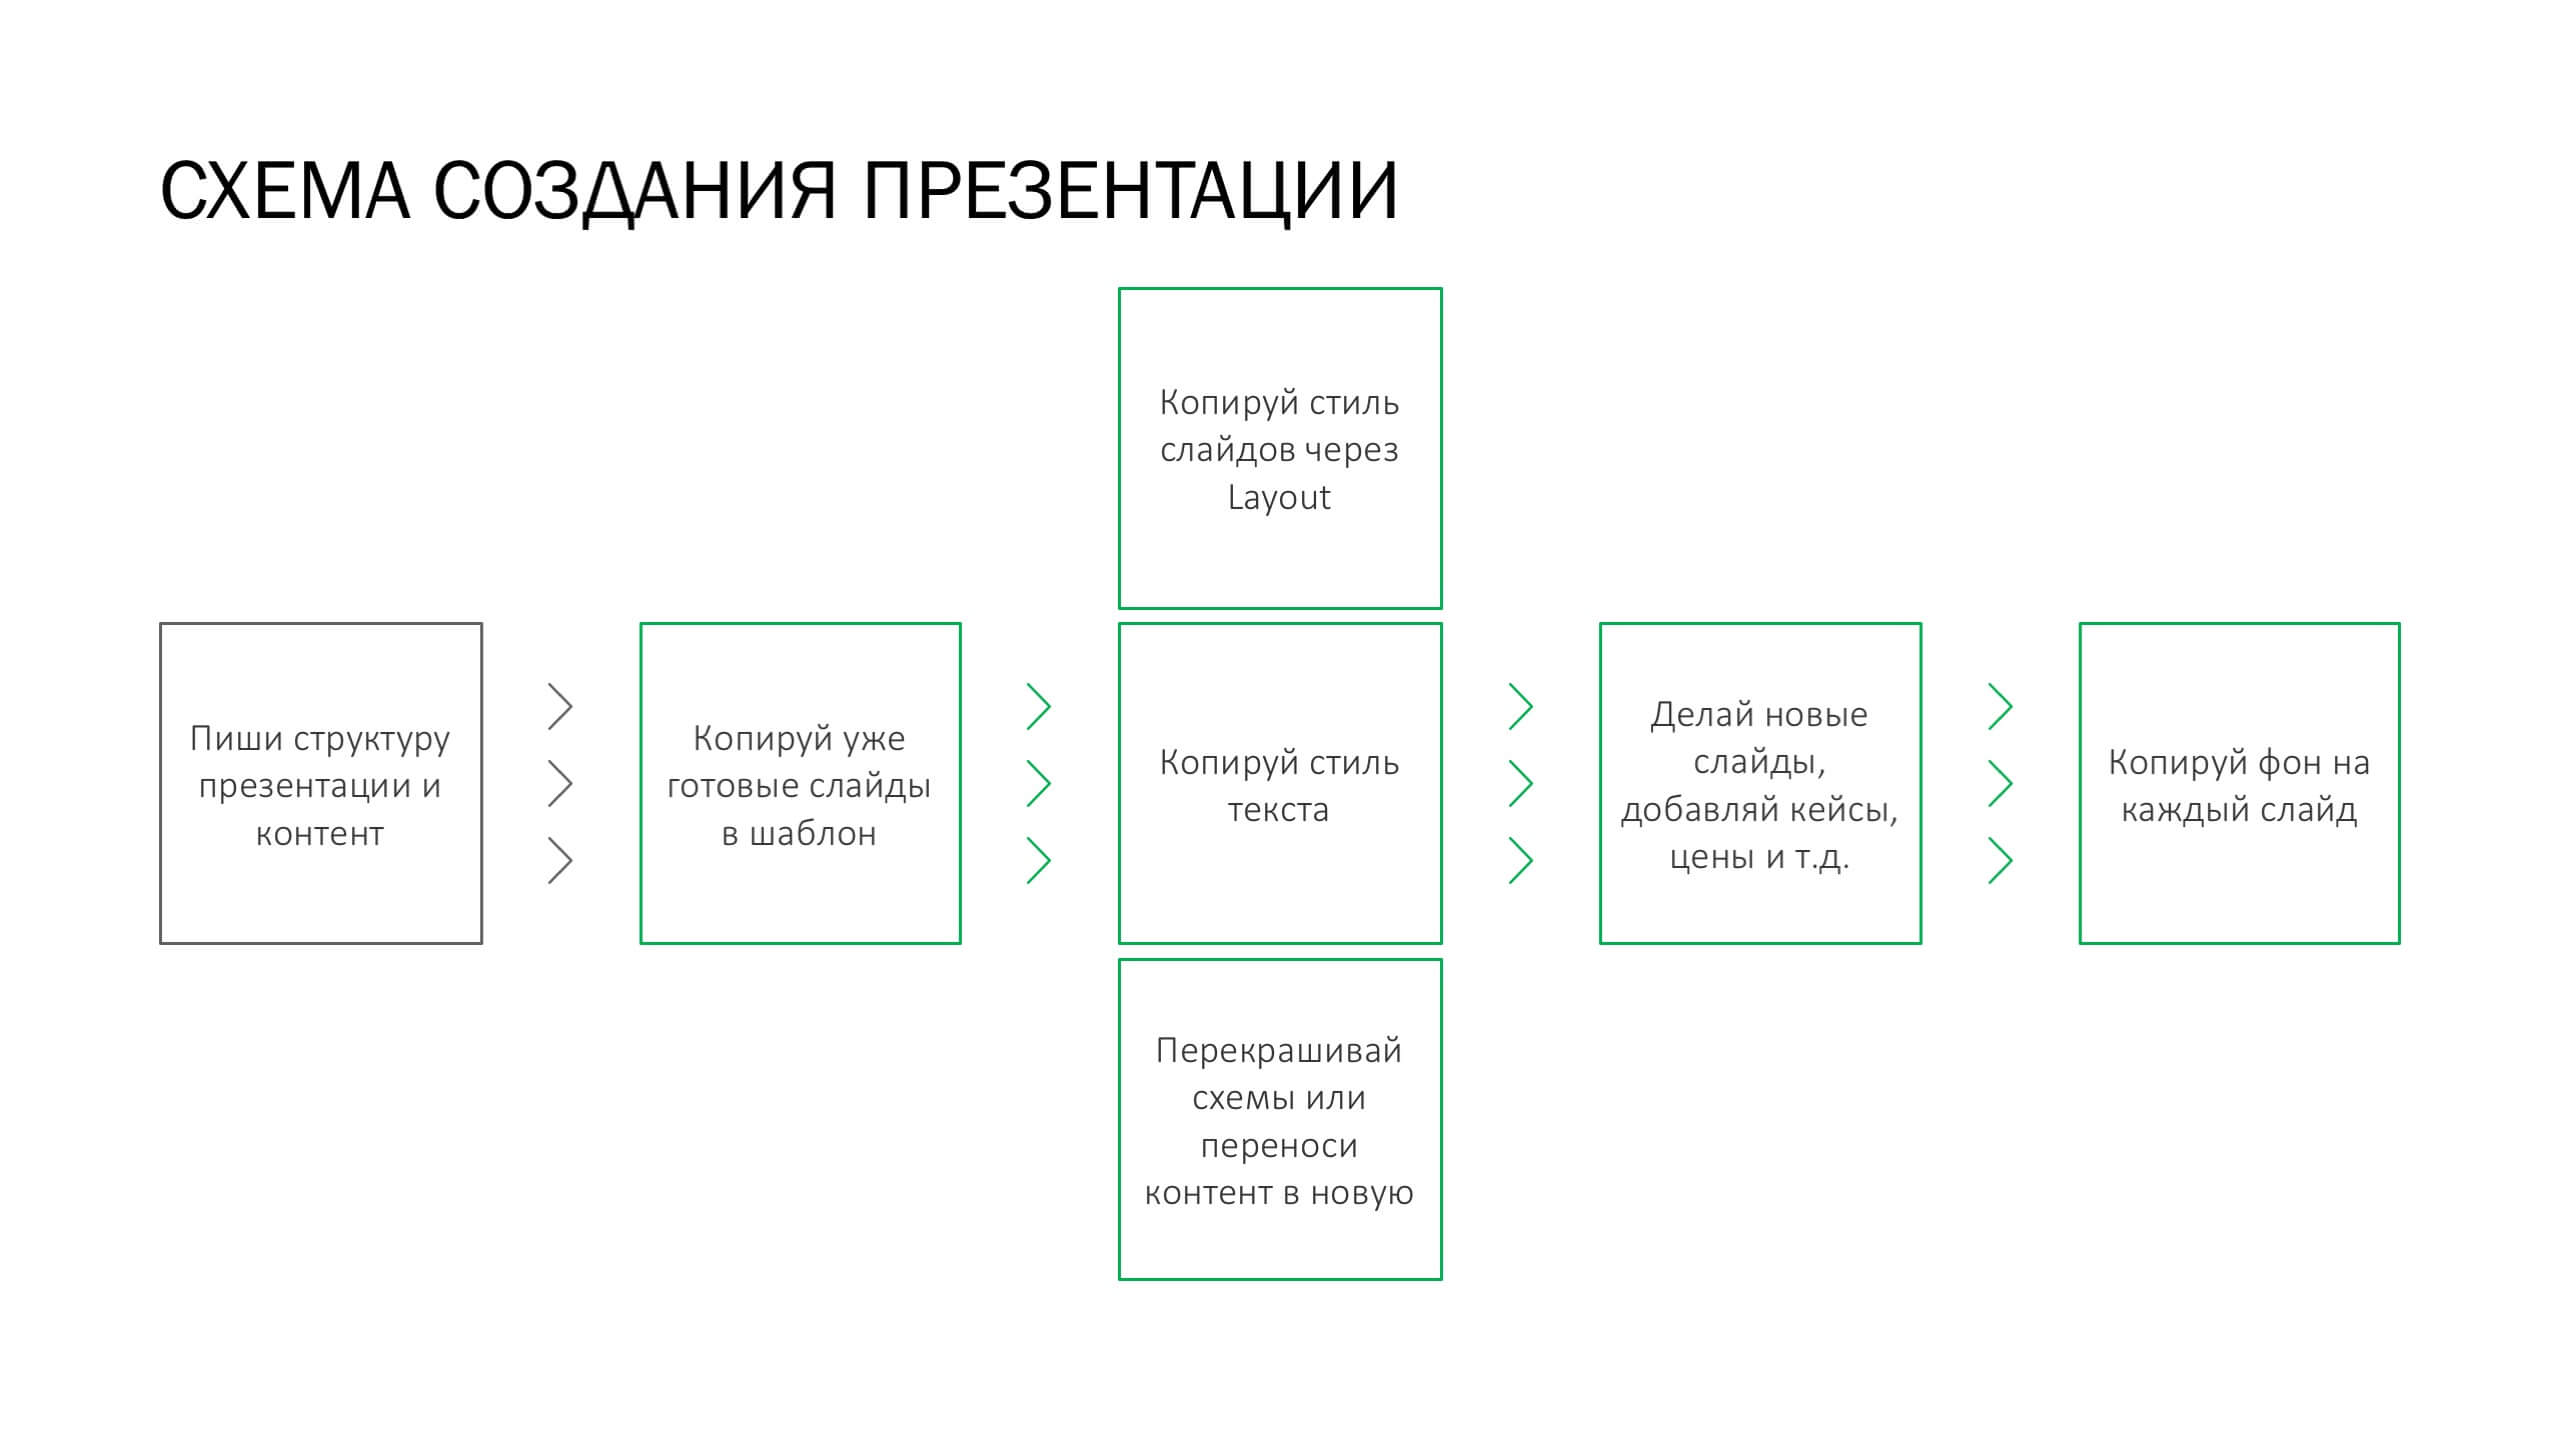 СХЕМА СОЗДАНИЯ ПРЕЗЕНТАЦИИ
Пиши структуру
презентации и
контент
Копируй уже
готовые слайды
в шаблон
Копируй стиль
слайдов через
Layout
Копируй стиль
текста
Перекрашивай
схемы или
переноси
контент в новую
Делай новые
слайды,
добавляй кейсы,
цены и т.д.
Копируй фон на
каждый слайд